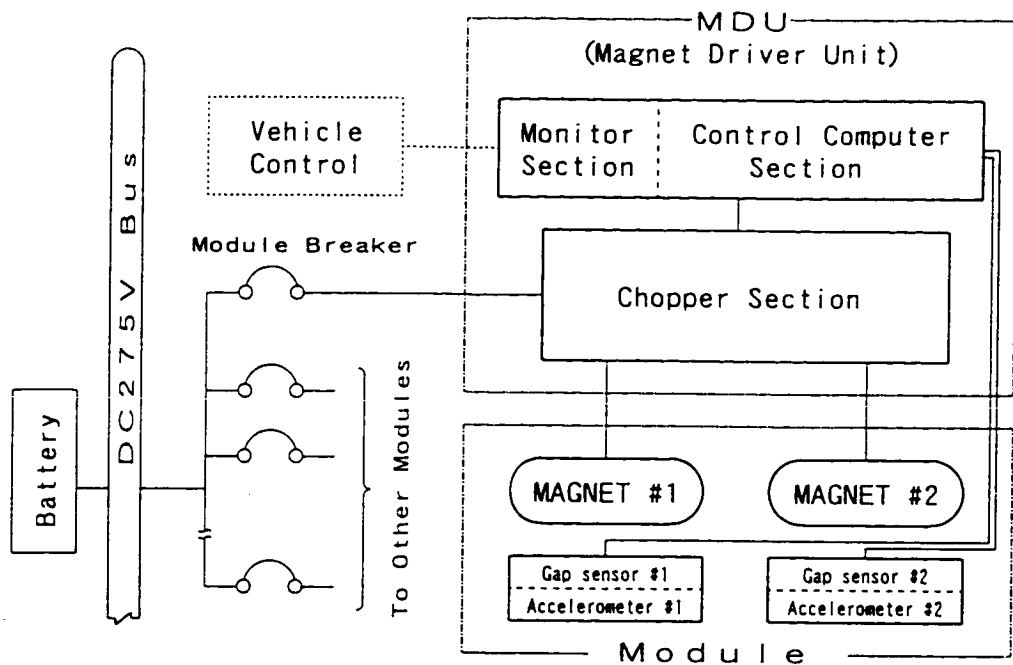 MDU
(Magnet Driver Unit)
Vehicle
Control
Monitor
Section
Control Computer
Section
Module Breaker
Chopper Section
DC275V Bus
Battery
To Other Modules
MAGNET #1
MAGNET #2
Gap sensor #1
Accelerometer #1
Gap sensor #2
Accelerometer #2
Module